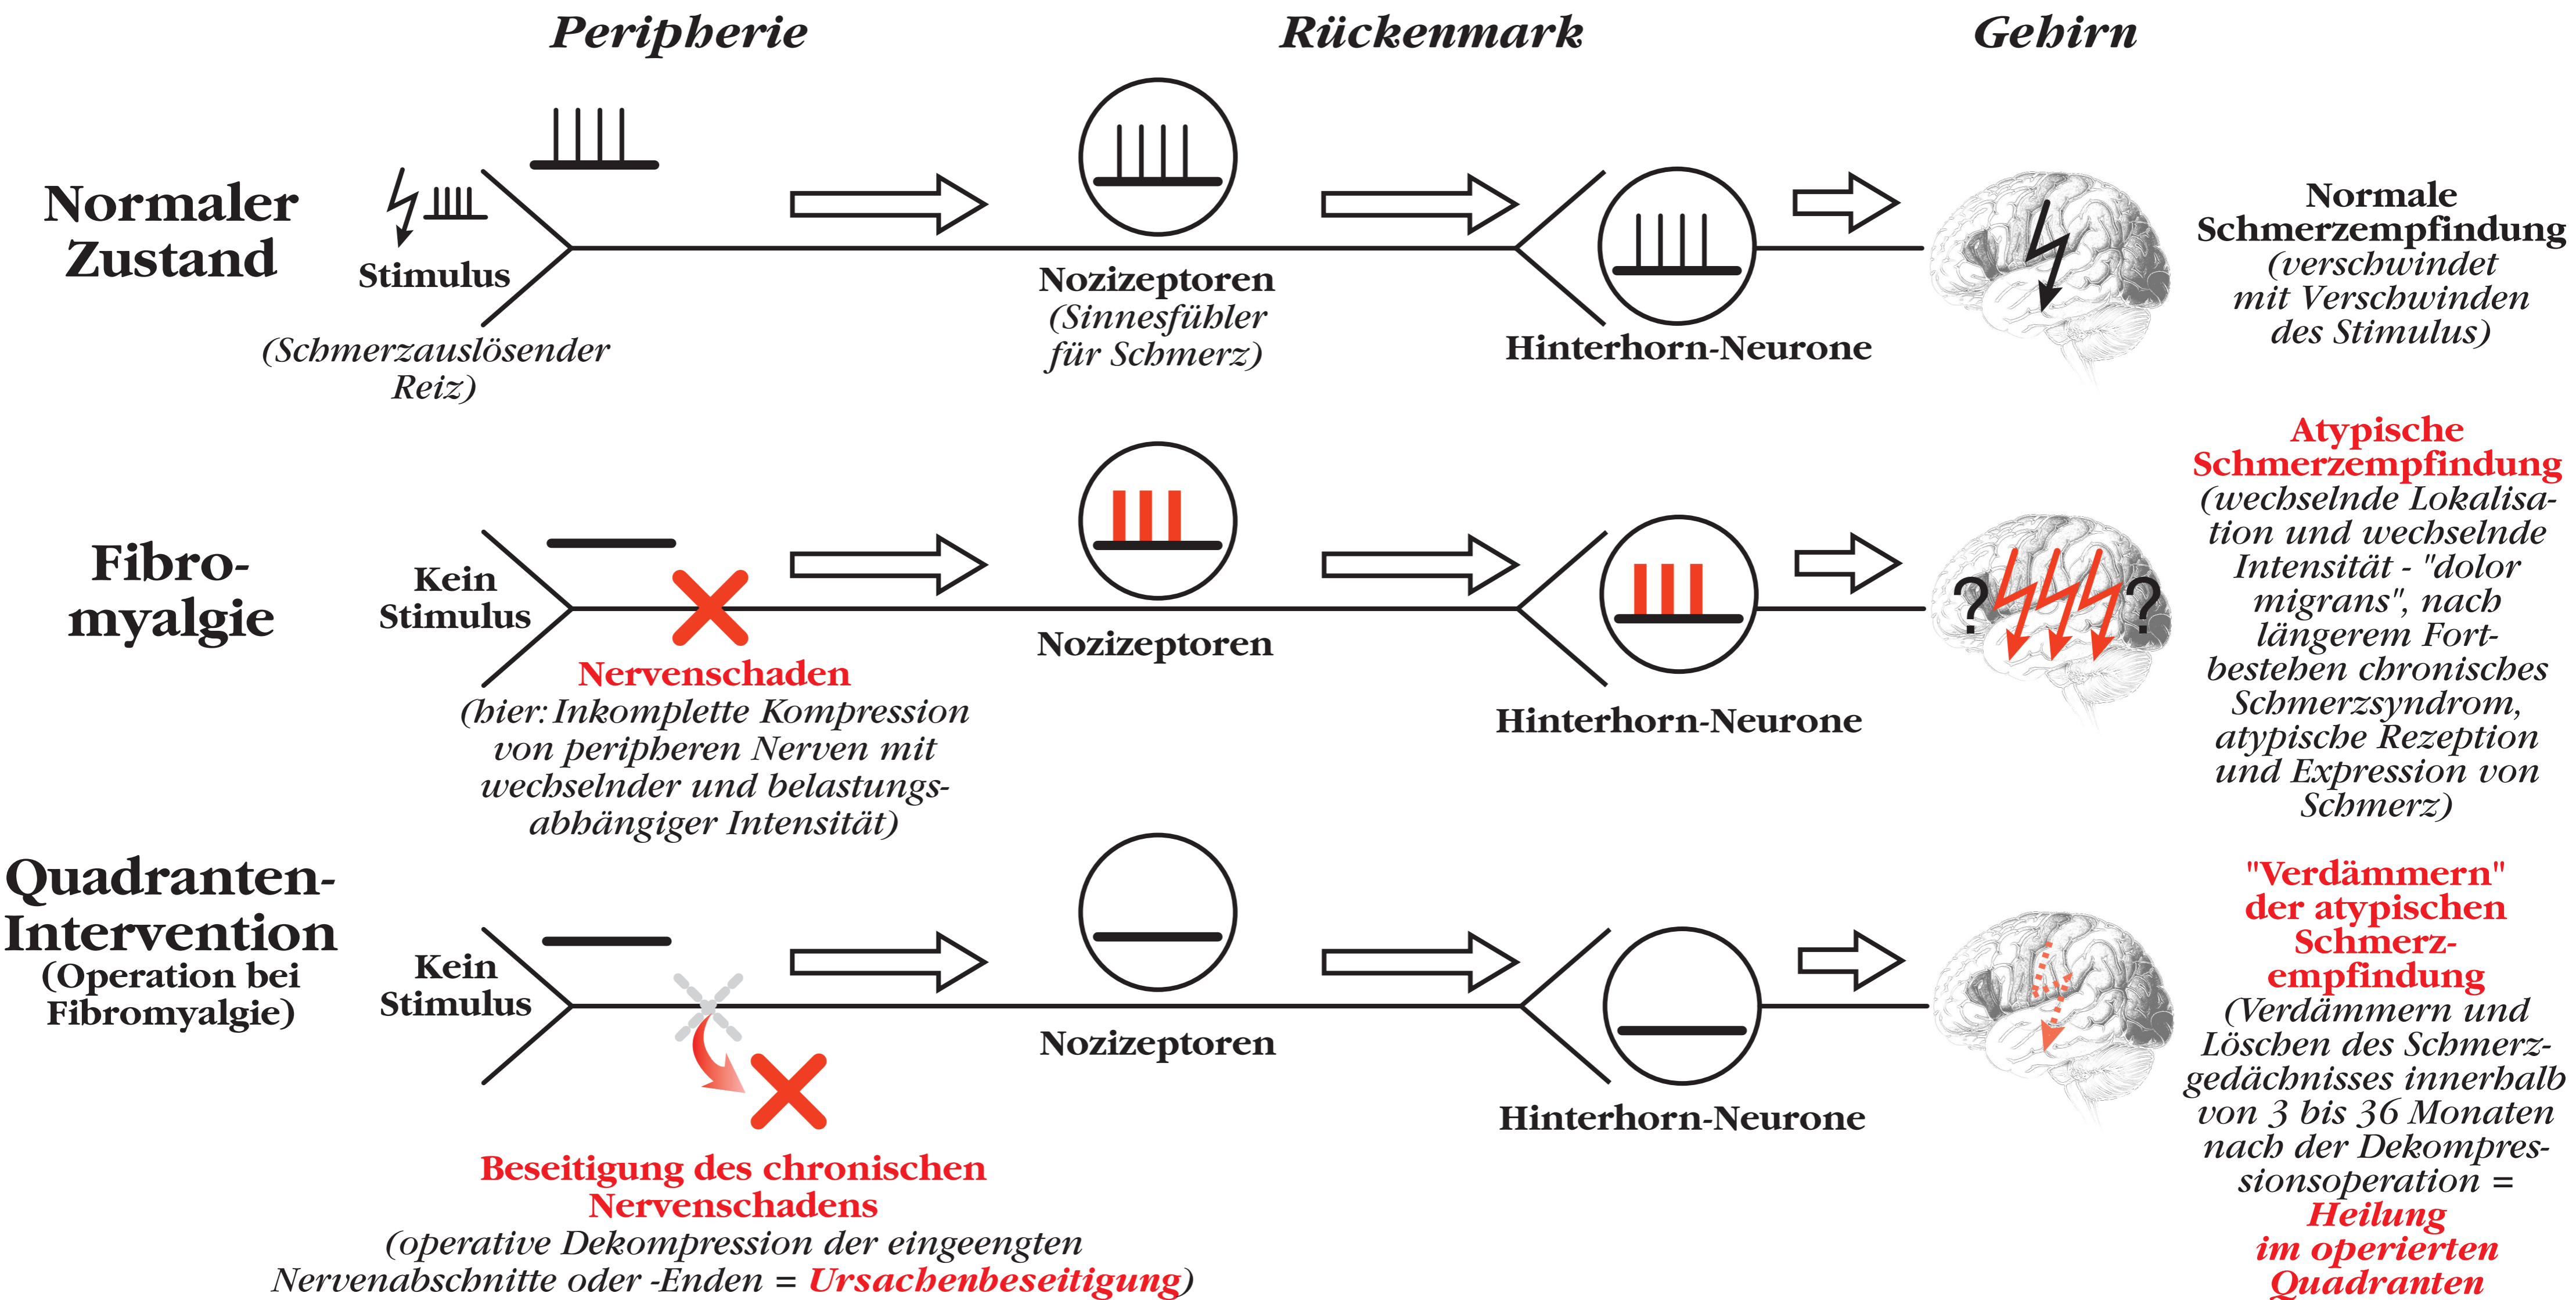 Peripherie
Rückenmark
Gehirn
Normaler
Zustand
Stimulus
(Schmerzauslösender
Reiz)
Nozizeptoren
(Sinnesfühler
für Schmerz)
Hinterhorn-Neurone
Normale
Schmerzempfindung
(verschwindet
mit Verschwinden
des Stimulus)
Fibro-
myalgie
Kein
Stimulus
Nervenschaden
(hier: Inkomplette Kompression
von peripheren Nerven mit
wechselnder und belastungs-
abhängiger Intensität)
Nozizeptoren
Hinterhorn-Neurone
?
?
Atypische
Schmerzempfindung
(wechselnde Lokalisa-
tion und wechselnde
Intensität - "dolor
migrans", nach
längerem Fort-
bestehen chronisches
Schmerzsyndrom,
atypische Rezeption
und Expression von
Schmerz)
Quadranten-
Intervention
(Operation bei
Fibromyalgie)
Kein
Stimulus
Beseitigung des chronischen
Nervenschadens
(operative Dekompression der eingeengten
Nervenabschnitte oder -Enden = Ursachenbeseitigung)
Nozizeptoren
Hinterhorn-Neurone
"Verdämmern"
der atypischen
Schmerz-
empfindung
(Verdämmern und
Löschen des Schmerz-
gedächnisses innerhalb
von 3 bis 36 Monaten
nach der Dekompres-
sionsoperation =
Heilung
im operierten
Quadranten